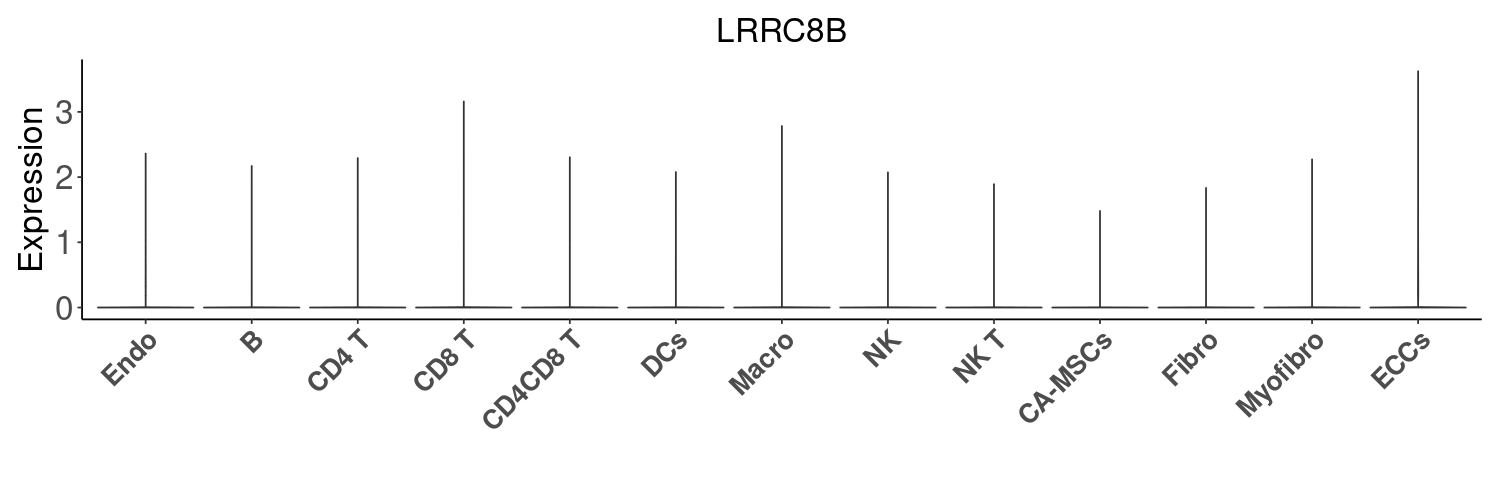 LRRC8B
Expression
3
2
1
0
Endo
B
CD4 T
CD8 T
CD4CD8 T
DCs
Macro
NK
NK T
CA-MSCs
Fibro
Myofibro
ECCs